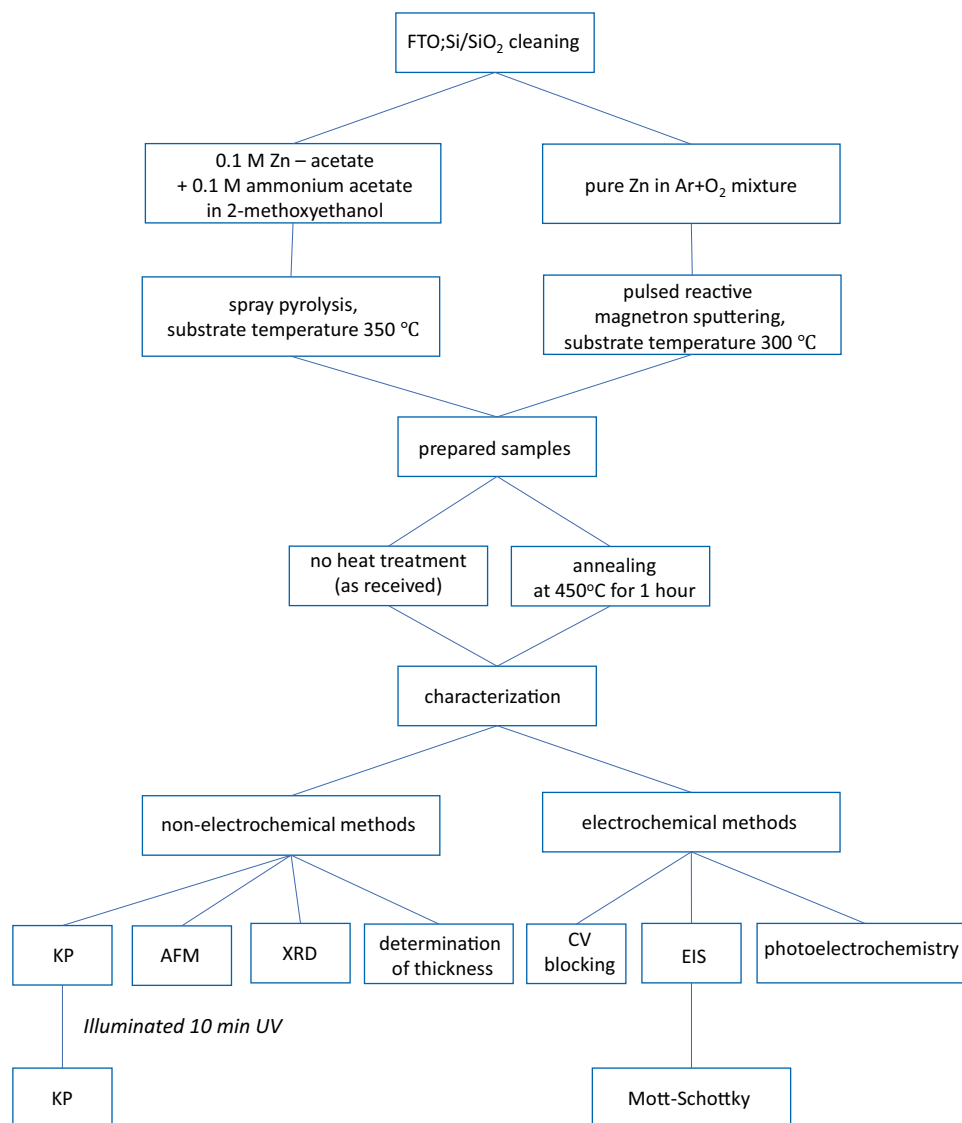 FTO;Si/SiO₂ cleaning
0.1 M Zn – acetate
+ 0.1 M ammonium acetate
in 2-methoxyethanol
pure Zn in Ar+O₂ mixture
spray pyrolysis,
substrate temperature 350 °C
pulsed reactive
magnetron sputtering,
substrate temperature 300 °C
prepared samples
no heat treatment
(as received)
annealing
at 450°C for 1 hour
characterization
non-electrochemical methods
electrochemical methods
KP
AFM
XRD
determination
of thickness
CV
blocking
EIS
photoelectrochemistry
Illuminated 10 min UV
KP
Mott-Schottky